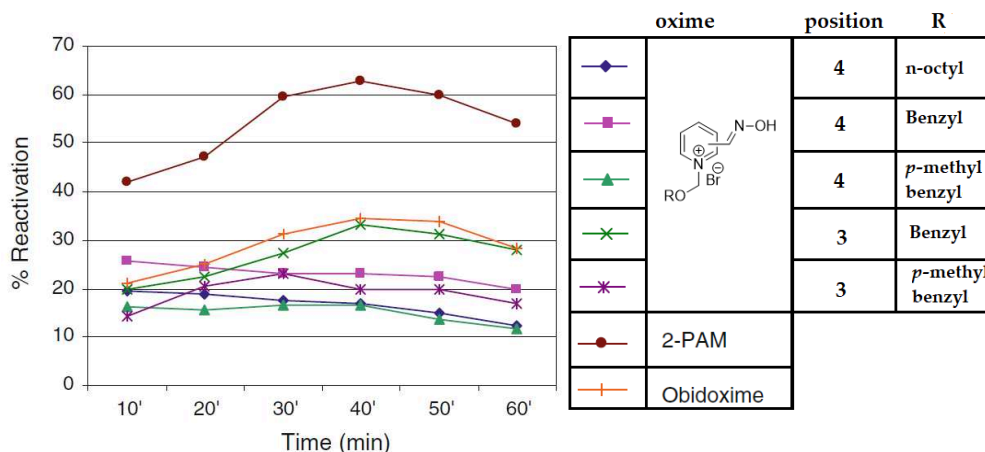 % Reactivation
70
60
50
40
30
20
10
0
10' 20' 30' 40' 50' 60'
Time (min)
oxime position R
4 n-octyl
4 Benzyl
4 p-methyl
benzyl
3 Benzyl
3 p-methyl
benzyl
N-OH
N
+
Br
⊖
RO
2-PAM
Obidoxime